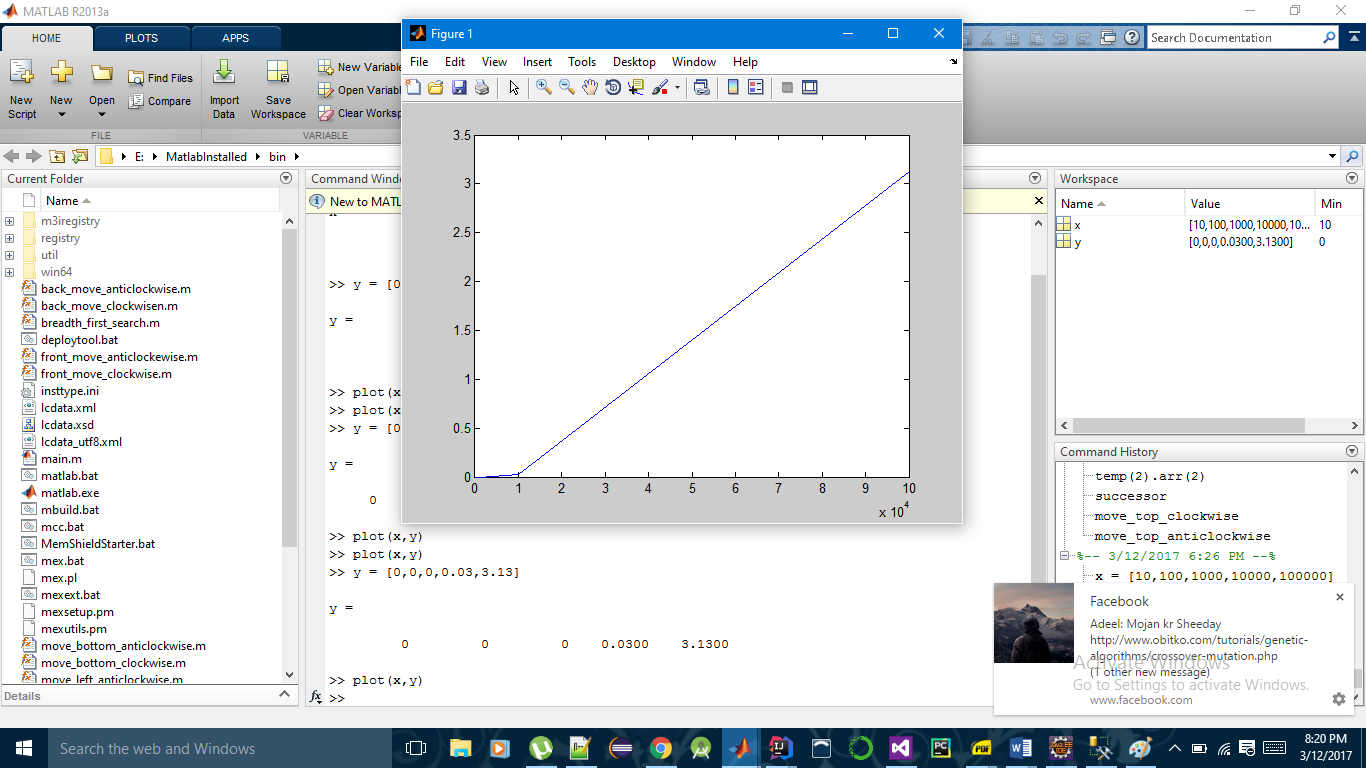 MATLAB R2013a
HOME PLOTS APPS
Search Documentation
New Script
New
Open
Find Files
Compare
Import Data
Save Workspace
New Variable
Open Variabl
Clear Worksp
FILE
VARIABLE
E: MatlabInstalled bin
Current Folder
Name
m3iregistry
registry
util
win64
back_move_anticlockwise.m
back_move_clockwisen.m
breadth_first_search.m
deploytool.bat
front_move_anticlockewise.m
front_move_clockwise.m
insttype.ini
lcdata.xml
lcdata.xsd
lcdata_utf8.xml
main.m
matlab.bat
matlab.exe
mbuild.bat
mcc.bat
MemShieldStarter.bat
mex.bat
mex.pl
mexext.bat
mexsetup.pm
mexutils.pm
move_bottom_anticlockwise.m
move_bottom_clockwise.m
move_left_anticlockwise.m
Details
Command Windo
New to MATL
>> y = [0
y =
>> plot(x
>> plot(x
>> y = [0
y =
0
>> plot(x,y)
>> plot(x,y)
>> y = [0,0,0,0.03,3.13]
y =
0 0 0 0.0300 3.1300
>> plot(x,y)
fx >>
Figure 1
File Edit View Insert Tools Desktop Window Help
3.5
3
2.5
2
1.5
1
0.5
0
0 1 2 3 4 5 6 7 8 9 10
x 10^4
Workspace
Name Value Min
x [10,100,1000,10000,10... 10
y [0,0,0,0.0300,3.1300] 0
Command History
temp(2).arr(2)
successor
move_top_clockwise
move_top_anticlockwise
%-- 3/12/2017 6:26 PM --%
x = [10,100,1000,10000,100000]
Facebook
Adeel: Mojan kr Sheeday
http://www.obitko.com/tutorials/genetic-
algorithms/crossover-mutation.php
(1 other new message)
www.facebook.com
Activate Windows
Go to Settings to activate Windows.
Search the web and Windows
8:20 PM
3/12/2017